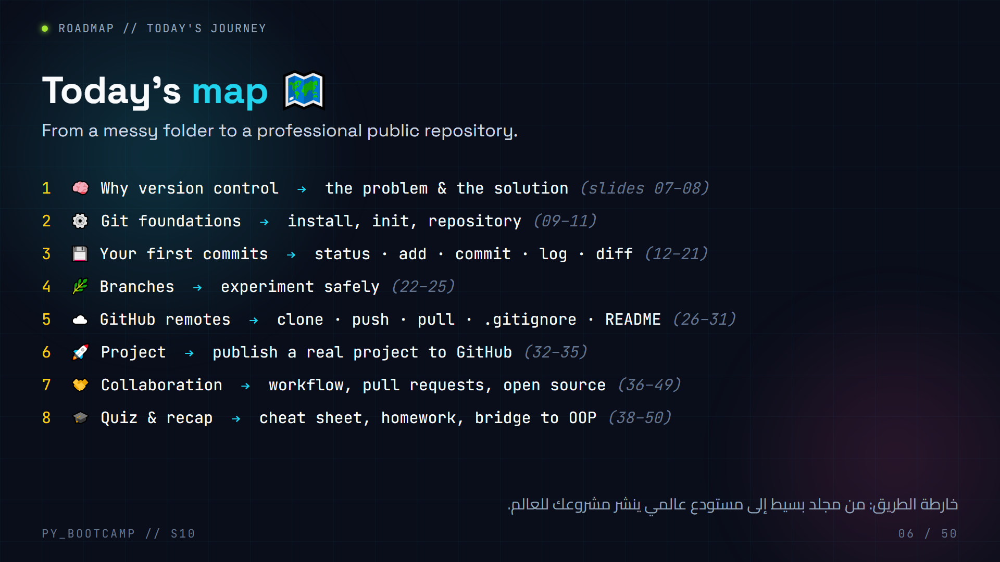 ROADMAP // TODAY'S JOURNEY
Today's map
From a messy folder to a professional public repository.
1 Why version control → the problem & the solution (slides 07–08)
2 Git foundations → install, init, repository (09–11)
3 Your first commits → status · add · commit · log · diff (12–21)
4 Branches → experiment safely (22–25)
5 GitHub remotes → clone · push · pull · .gitignore · README (26–31)
6 Project → publish a real project to GitHub (32–35)
7 Collaboration → workflow, pull requests, open source (36–49)
8 Quiz & recap → cheat sheet, homework, bridge to OOP (38–50)
خارطة الطريق: من مجلد بسيط إلى مستودع عالمي ينشر مشروعك للعالم.
PY_BOOTCAMP // S10
06 / 50